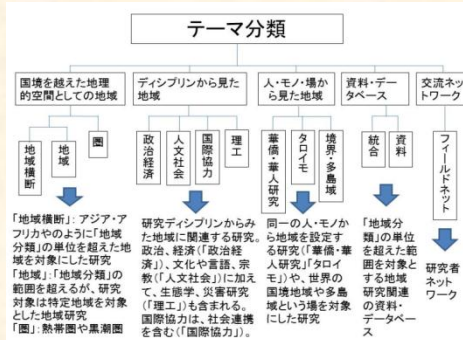 テーマ分類
国境を越えた地理
的空間としての地域
ディシプリンから見た
地域
人・モノ・場か
ら見た地域
資料・データ
ベース
交流ネッ
トワーク
地域横断
地域
圏
政治経済
人文社会
国際協力
理工
華僑・華人研究
タロイモ
境界・多島域
統合
資料
フィールドネット
「地域横断」：アジア・ア
フリカやのように「地域
分類」の単位を超えた地
域を対象にした研究
「地域」：「地域分類」の
範囲を超えるが、研究
対象は特定地域を対象
とした地域研究
「圏」：熱帯圏や黒潮圏
研究ディシプリンからみ
た地域に関連する研究。
政治、経済（「政治経
済」）、文化や言語、宗
教（「人文社会」）に加
えて、生態学、災害研究
（「理工」）も含まれる。
国際協力は、社会連携
を含む（「国際協力」）。
同一の人・モノか
ら地域を設定す
る研究（「華僑・華
人研究」「タロイ
モ」）や、世界の
国境地域や多島
域という場を対象
にした研究
「地域分
類」の単位
を超えた範
囲を対象と
する地域
研究関連
の資料・
データベー
ス
研究者
ネット
ワーク